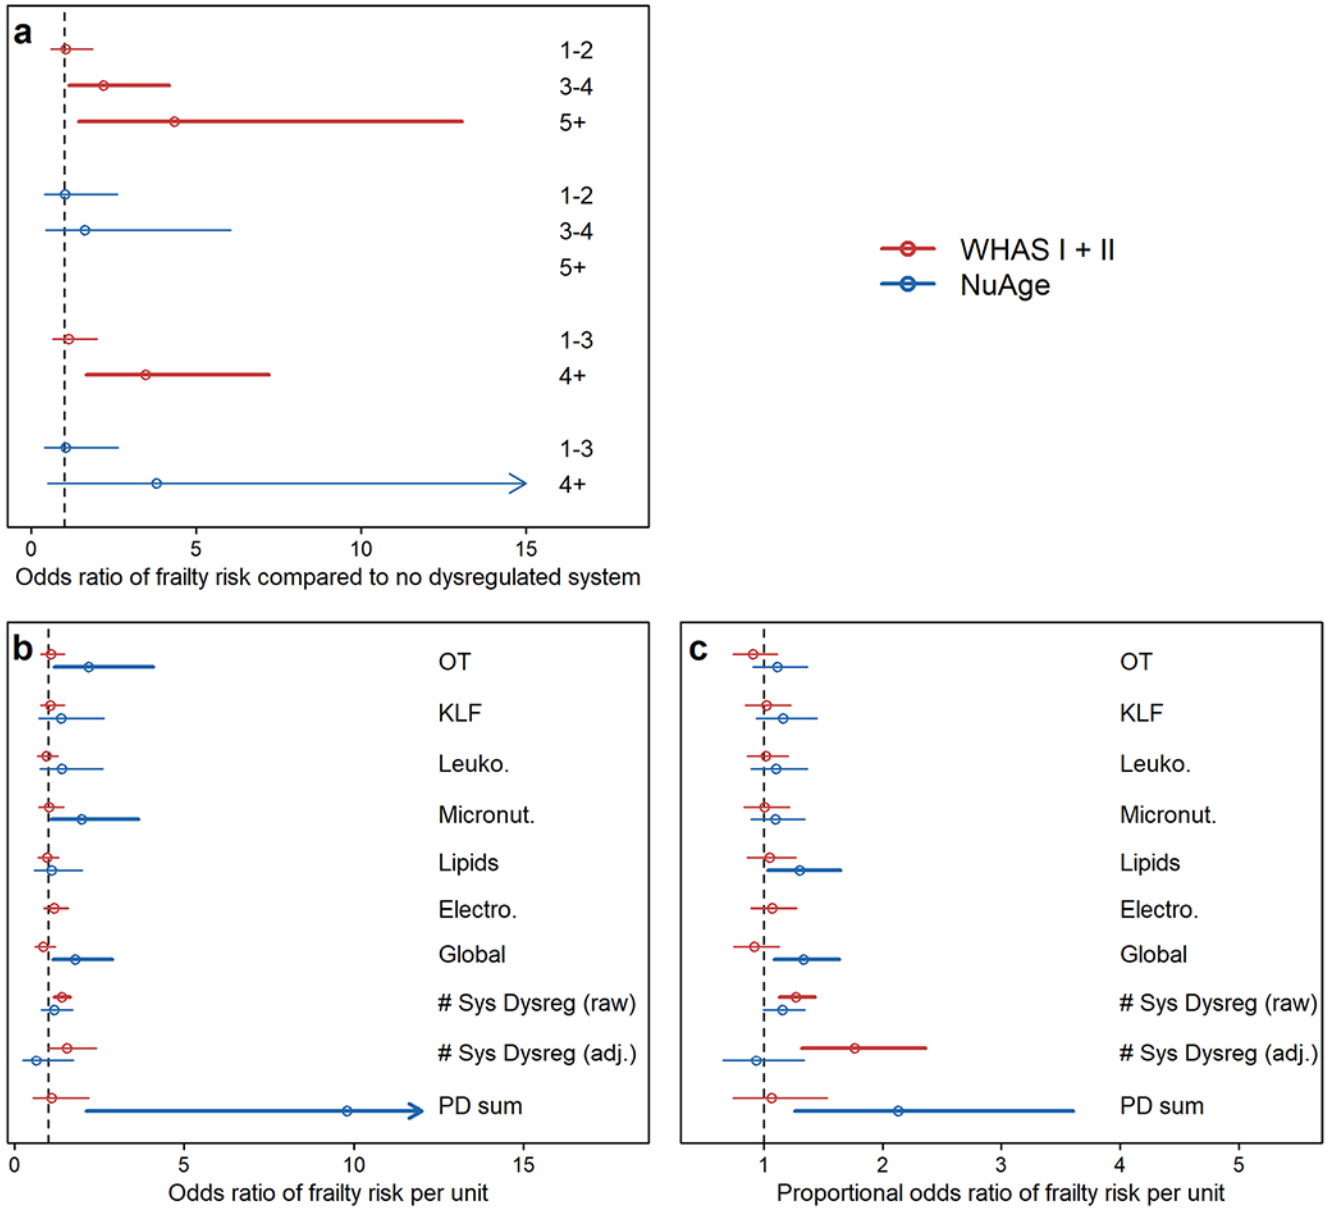 a
1-2
3-4
5+
1-2
3-4
5+
1-3
4+
1-3
4+
0 5 10 15
Odds ratio of frailty risk compared to no dysregulated system
WHAS I + II
NuAge
b
OT
KLF
Leuko.
Micronut.
Lipids
Electro.
Global
# Sys Dysreg (raw)
# Sys Dysreg (adj.)
PD sum
0 5 10 15
Odds ratio of frailty risk per unit
c
OT
KLF
Leuko.
Micronut.
Lipids
Electro.
Global
# Sys Dysreg (raw)
# Sys Dysreg (adj.)
PD sum
1 2 3 4 5
Proportional odds ratio of frailty risk per unit